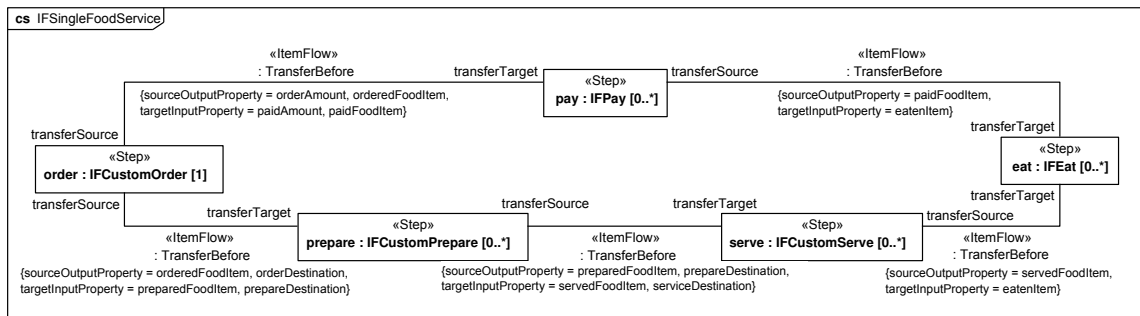 cs IFSingleFoodService
«ItemFlow»
: TransferBefore
«ItemFlow»
: TransferBefore
transferTarget
«Step»
pay : IFPay [0..*]
transferSource
{sourceOutputProperty = orderAmount, orderedFoodItem,
targetInputProperty = paidAmount, paidFoodItem}
{sourceOutputProperty = paidFoodItem,
targetInputProperty = eatenItem}
transferSource
transferTarget
«Step»
order : IFCustomOrder [1]
«Step»
eat : IFEat [0..*]
transferSource
transferTarget
transferTarget
transferSource
transferTarget
transferSource
«Step»
prepare : IFCustomPrepare [0..*]
«Step»
serve : IFCustomServe [0..*]
«ItemFlow»
: TransferBefore
«ItemFlow»
: TransferBefore
«ItemFlow»
: TransferBefore
{sourceOutputProperty = orderedFoodItem, orderDestination,
targetInputProperty = preparedFoodItem, prepareDestination}
{sourceOutputProperty = preparedFoodItem, prepareDestination,
targetInputProperty = servedFoodItem, serviceDestination}
{sourceOutputProperty = servedFoodItem,
targetInputProperty = eatenItem}